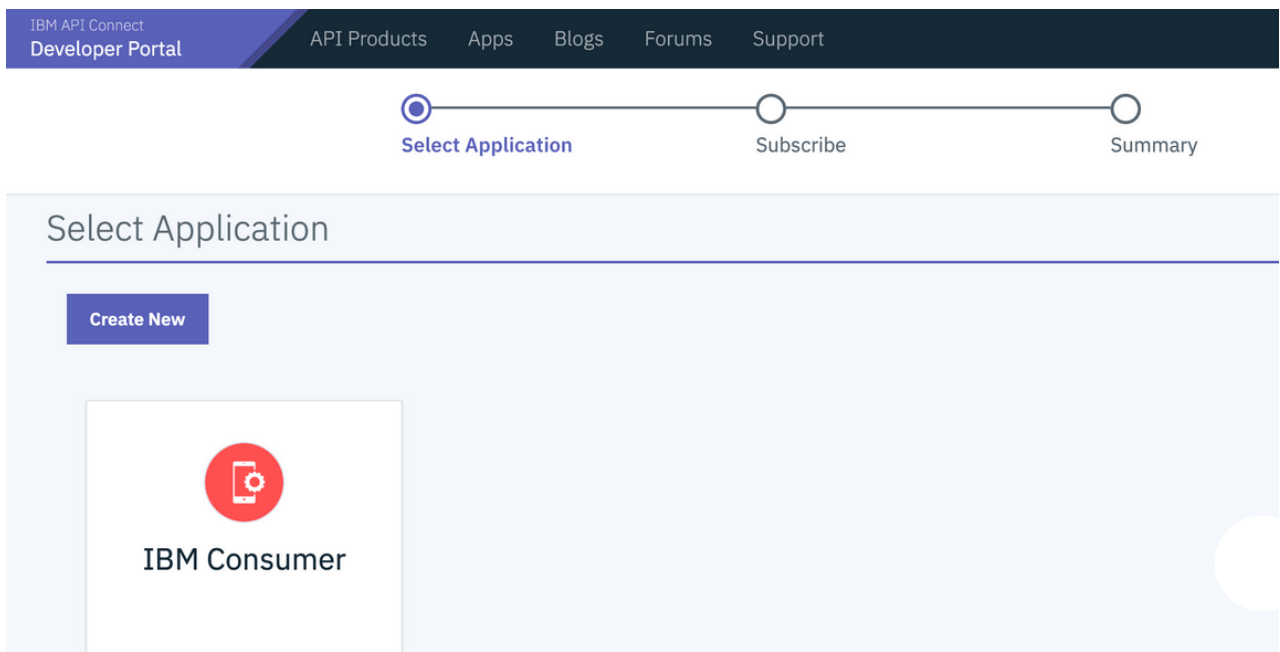 IBM API Connect
Developer Portal
API Products Apps Blogs Forums Support
Select Application Subscribe Summary
Select Application
Create New
IBM Consumer